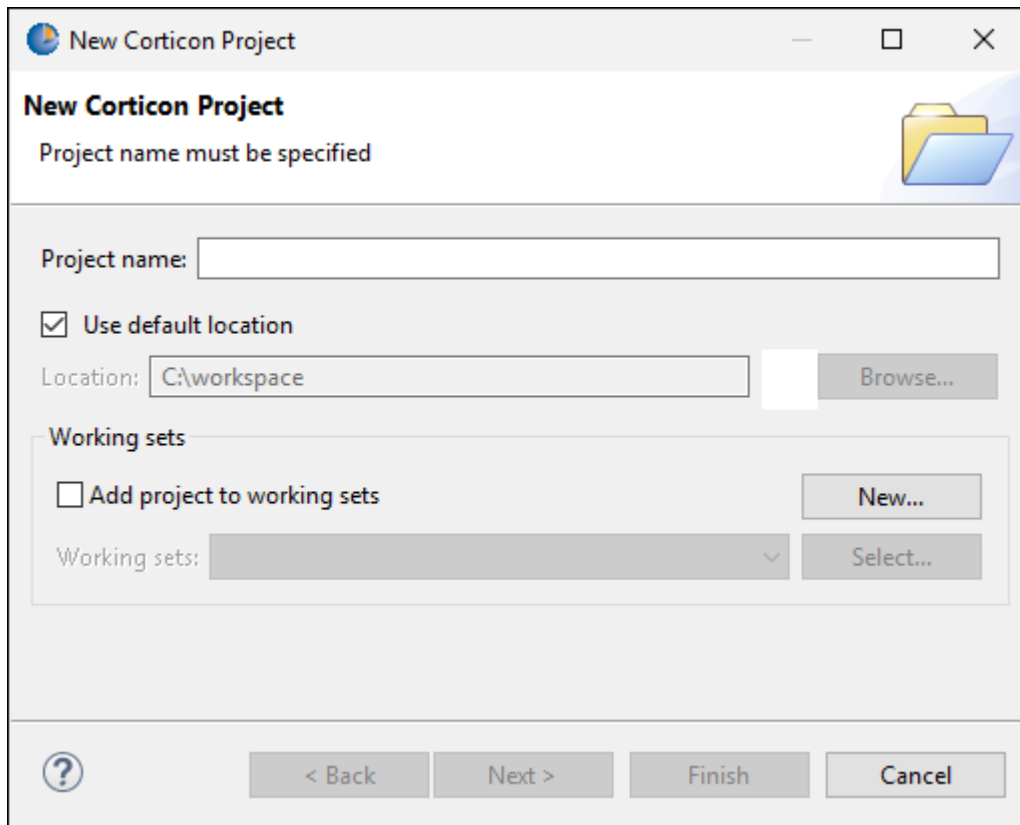 New Corticon Project
New Corticon Project
Project name must be specified
Project name:
Use default location
Location: C:\workspace Browse...
Working sets
Add project to working sets New...
Working sets: Select...
? < Back Next > Finish Cancel